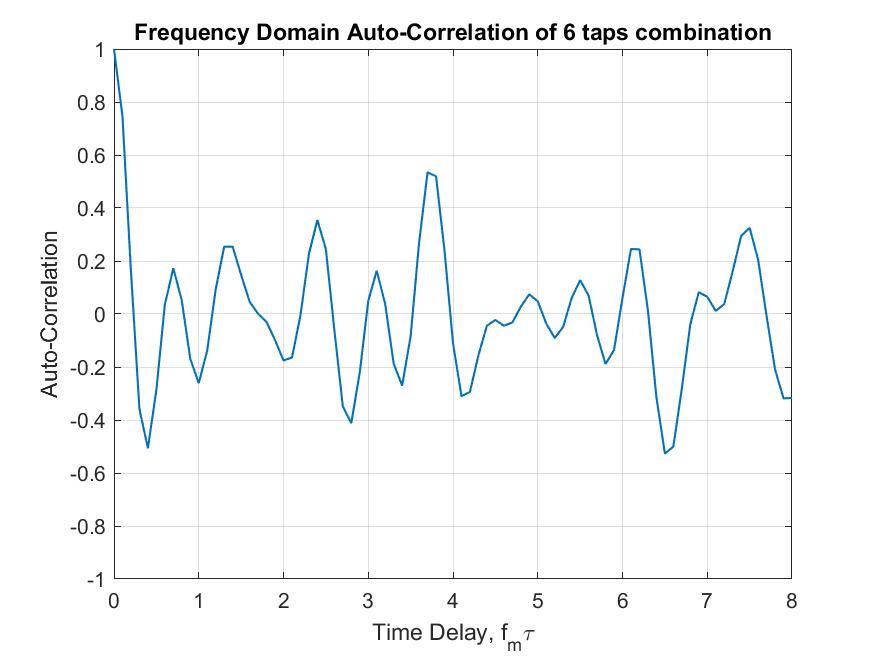 Frequency Domain Auto-Correlation of 6 taps combination
1
0.8
0.6
0.4
0.2
0
-0.2
-0.4
-0.6
-0.8
-1
Auto-Correlation
0 1 2 3 4 5 6 7 8
Time Delay, f_m τ